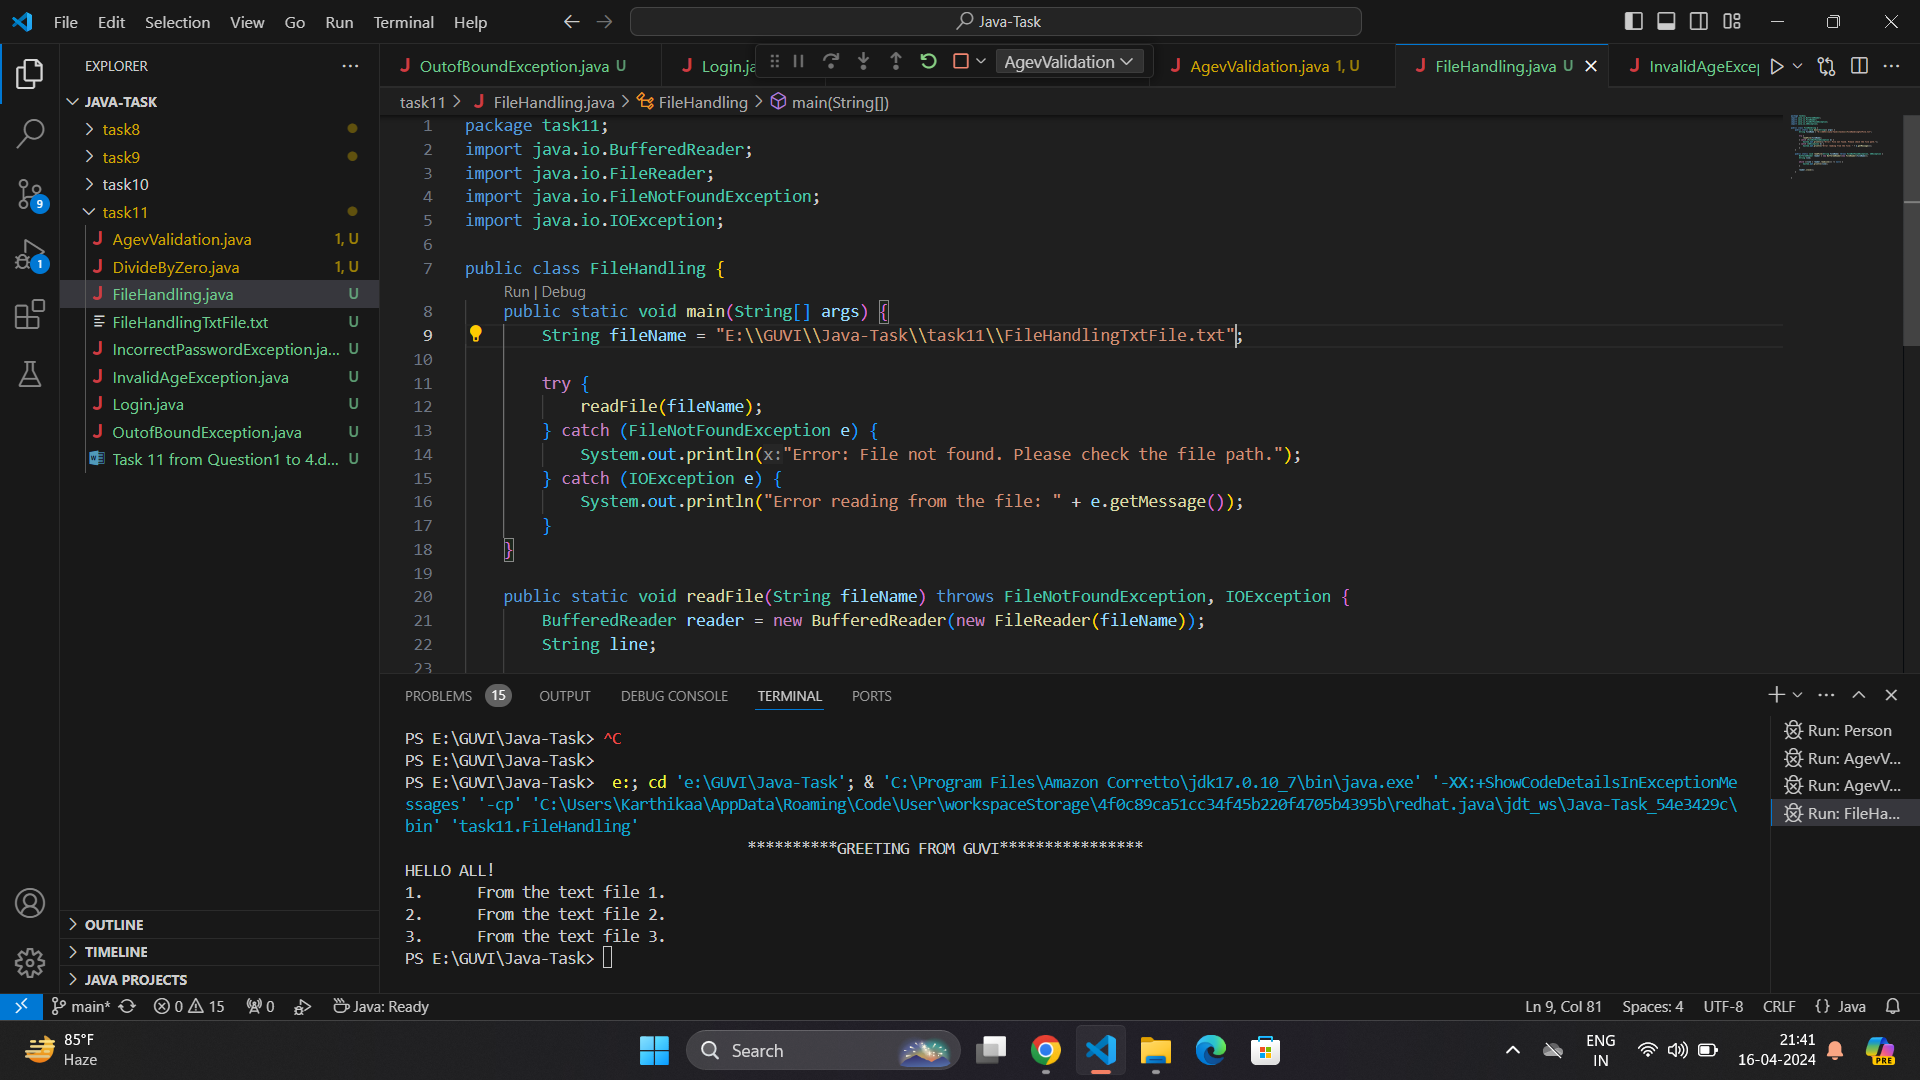 File Edit Selection View Go Run Terminal Help
Java-Task
EXPLORER
JAVA-TASK
task8
task9
task10
task11
AgevValidation.java 1, U
DivideByZero.java 1, U
FileHandling.java U
FileHandlingTxtFile.txt U
IncorrectPasswordException.ja... U
InvalidAgeException.java U
Login.java U
OutofBoundException.java U
Task 11 from Question1 to 4.d... U
OUTLINE
TIMELINE
JAVA PROJECTS
9
1
OutofBoundException.java U
Login.ja
AgevValidation
AgevValidation.java 1, U
FileHandling.java U
InvalidAgeExcep
task11 > FileHandling.java > FileHandling > main(String[])
1 package task11;
2 import java.io.BufferedReader;
3 import java.io.FileReader;
4 import java.io.FileNotFoundException;
5 import java.io.IOException;
6
7 public class FileHandling {
Run | Debug
8 public static void main(String[] args) {
9 String fileName = "E:\\GUVI\\Java-Task\\task11\\FileHandlingTxtFile.txt";
10
11 try {
12 readFile(fileName);
13 } catch (FileNotFoundException e) {
14 System.out.println(x:"Error: File not found. Please check the file path.");
15 } catch (IOException e) {
16 System.out.println("Error reading from the file: " + e.getMessage());
17 }
18 }
19
20 public static void readFile(String fileName) throws FileNotFoundException, IOException {
21 BufferedReader reader = new BufferedReader(new FileReader(fileName));
22 String line;
23
PROBLEMS 15 OUTPUT DEBUG CONSOLE TERMINAL PORTS
PS E:\GUVI\Java-Task> ^C
PS E:\GUVI\Java-Task>
PS E:\GUVI\Java-Task> e:; cd 'e:\GUVI\Java-Task'; & 'C:\Program Files\Amazon Corretto\jdk17.0.10_7\bin\java.exe' '-XX:+ShowCodeDetailsInExceptionMe
ssages' '-cp' 'C:\Users\Karthikaa\AppData\Roaming\Code\User\workspaceStorage\4f0c89ca51cc34f45b220f4705b4395b\redhat.java\jdt_ws\Java-Task_54e3429c\
bin' 'task11.FileHandling'
**********GREETING FROM GUVI****************
HELLO ALL!
1. From the text file 1.
2. From the text file 2.
3. From the text file 3.
PS E:\GUVI\Java-Task>
Run: Person
Run: AgevV...
Run: AgevV...
Run: FileHa...
main* 0 15 0 Java: Ready
Ln 9, Col 81 Spaces: 4 UTF-8 CRLF {} Java
85°F
Haze
Search
ENG
IN
21:41
16-04-2024
PRE